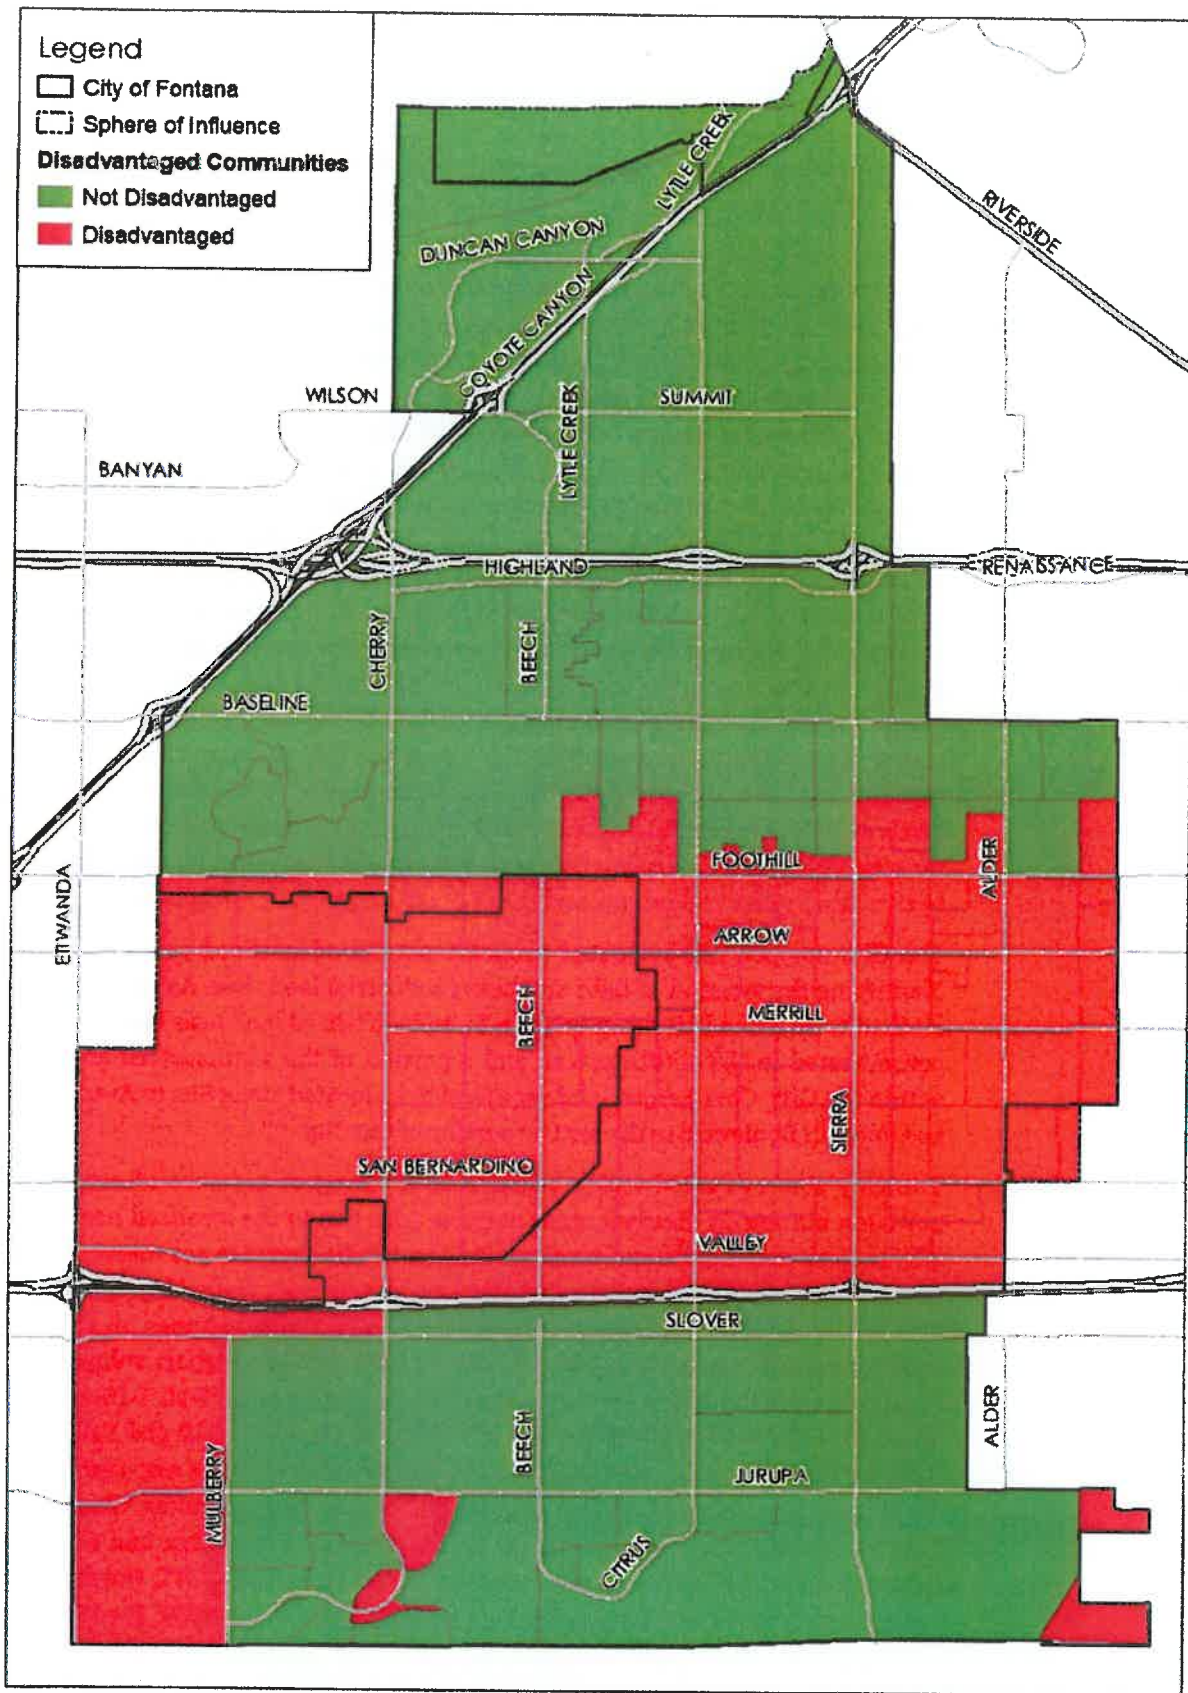 Legend
City of Fontana
Sphere of Influence
Disadvantaged Communities
Not Disadvantaged
Disadvantaged
LYTLE CREEK
RIVERSIDE
DUNCAN CANYON
COYOTE CANYON
WILSON
SUMMIT
LYTLE CREEK
BANYAN
HIGHLAND
RENAISSANCE
CHERRY
BEECH
BASELINE
FOOTHILL
ALDER
ETIWANDA
ARROW
BEECH
MERRILL
SIERRA
SAN BERNARDINO
VALLEY
SLOVER
ALDER
MULBERRY
BEECH
JURUPA
CITRUS